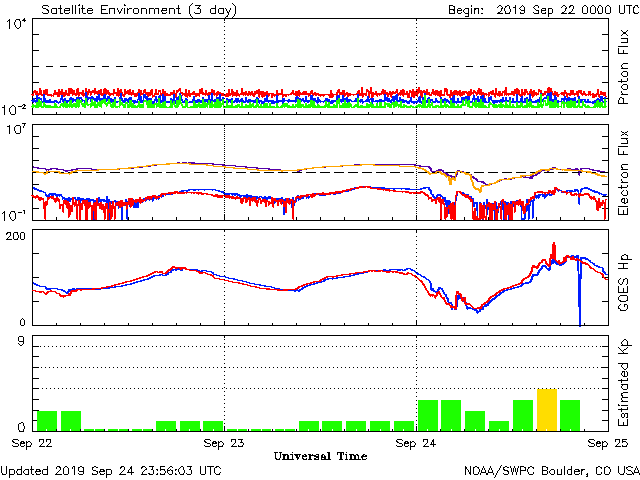 Satellite Environment (3 day) Begin: 2019 Sep 22 0000 UTC
10^4
10^-2
Proton Flux
10^7
10^-1
Electron Flux
200
0
GOES Hp
9
0
Estimated Kp
Sep 22 Sep 23 Sep 24 Sep 25
Universal Time
Updated 2019 Sep 24 23:56:03 UTC NOAA/SWPC Boulder, CO USA